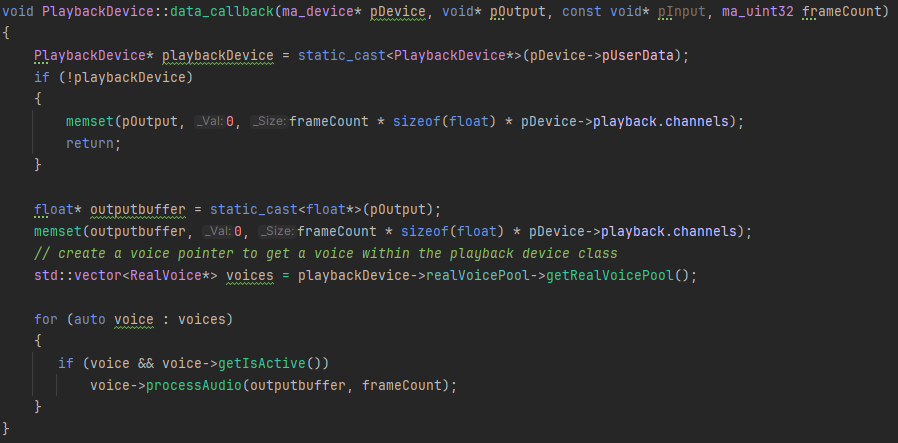 void PlaybackDevice::data_callback(ma_device* pDevice, void* pOutput, const void* pInput, ma_uint32 frameCount)
{
    PlaybackDevice* playbackDevice = static_cast<PlaybackDevice*>(pDevice->pUserData);
    if (!playbackDevice)
    {
        memset(pOutput, _Val: 0, _Size: frameCount * sizeof(float) * pDevice->playback.channels);
        return;
    }

    float* outputbuffer = static_cast<float*>(pOutput);
    memset(outputbuffer, _Val: 0, _Size: frameCount * sizeof(float) * pDevice->playback.channels);
    // create a voice pointer to get a voice within the playback device class
    std::vector<RealVoice*> voices = playbackDevice->realVoicePool->getRealVoicePool();

    for (auto voice : voices)
    {
       if (voice && voice->getIsActive())
           voice->processAudio(outputbuffer, frameCount);
    }
}